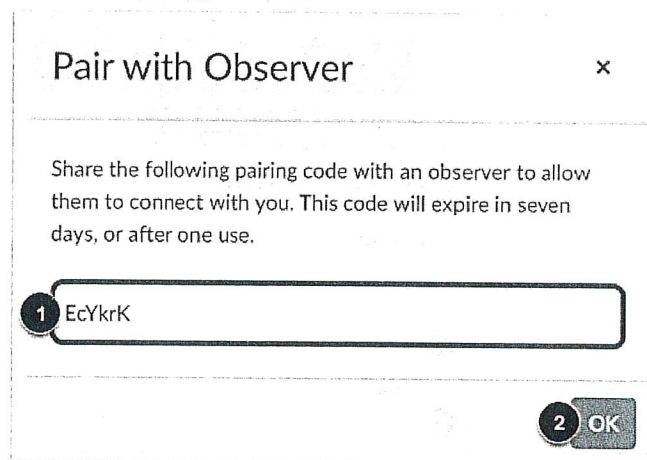 Pair with Observer ×
Share the following pairing code with an observer to allow
them to connect with you. This code will expire in seven
days, or after one use.
1 EcYkrK
2 OK